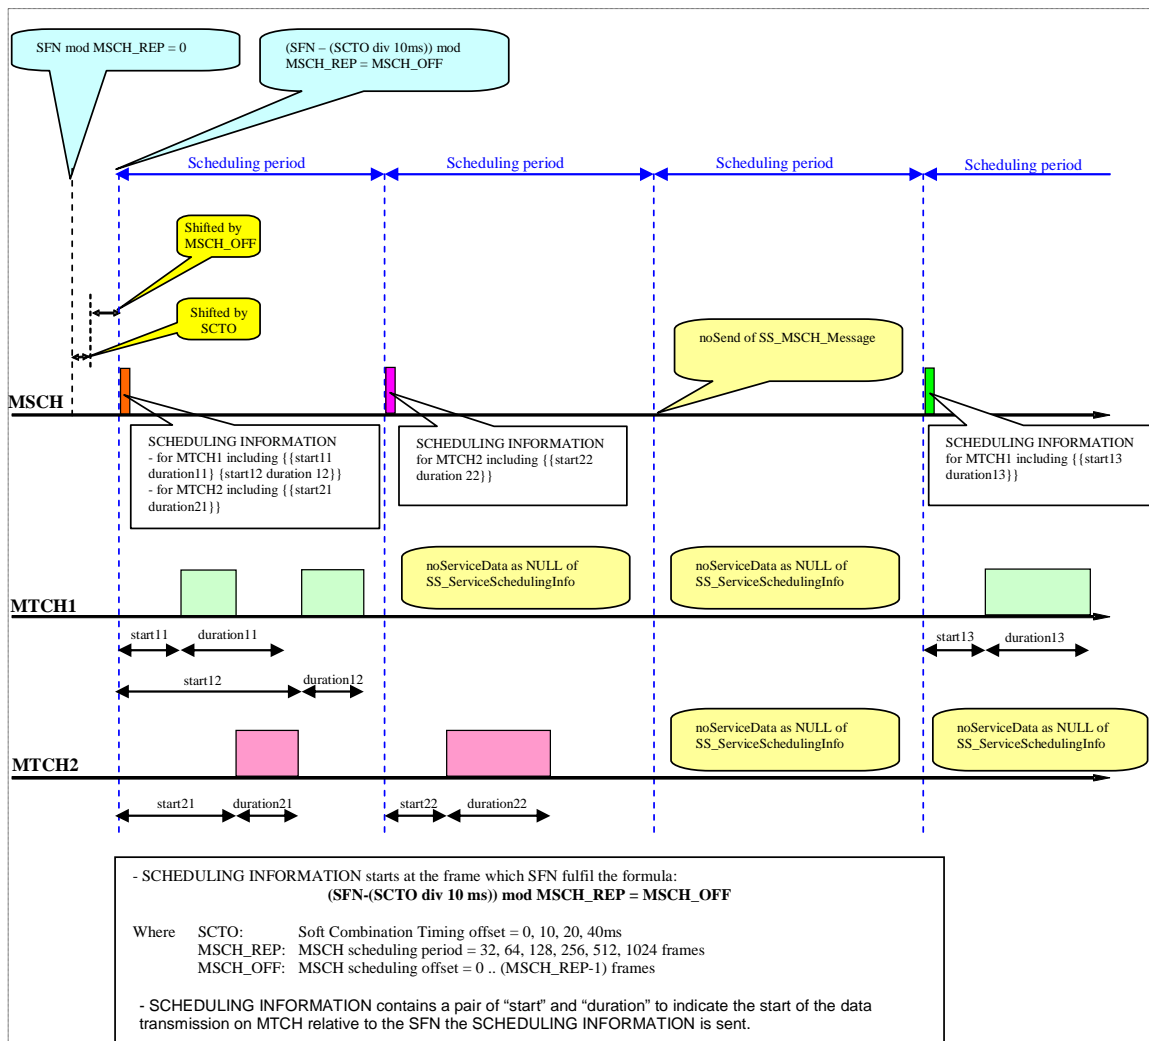 SFN mod MSCH_REP = 0
(SFN – (SCTO div 10ms)) mod
MSCH_REP = MSCH_OFF
Scheduling period
Scheduling period
Scheduling period
Scheduling period
Shifted by
MSCH_OFF
Shifted by
SCTO
noSend of SS_MSCH_Message
MSCH
SCHEDULING INFORMATION
- for MTCH1 including {{start11
duration11} {start12 duration 12}}
- for MTCH2 including {{start21
duration21}}
SCHEDULING INFORMATION
for MTCH2 including {{start22
duration 22}}
SCHEDULING INFORMATION
for MTCH1 including {{start13
duration13}}
noServiceData as NULL of
SS_ServiceSchedulingInfo
noServiceData as NULL of
SS_ServiceSchedulingInfo
MTCH1
start11
duration11
start13
duration13
start12
duration12
noServiceData as NULL of
SS_ServiceSchedulingInfo
noServiceData as NULL of
SS_ServiceSchedulingInfo
MTCH2
start21
duration21
start22
duration22
- SCHEDULING INFORMATION starts at the frame which SFN fulfil the formula:
(SFN-(SCTO div 10 ms)) mod MSCH_REP = MSCH_OFF
Where SCTO: Soft Combination Timing offset = 0, 10, 20, 40ms
MSCH_REP: MSCH scheduling period = 32, 64, 128, 256, 512, 1024 frames
MSCH_OFF: MSCH scheduling offset = 0 .. (MSCH_REP-1) frames
- SCHEDULING INFORMATION contains a pair of “start” and “duration” to indicate the start of the data
transmission on MTCH relative to the SFN the SCHEDULING INFORMATION is sent.